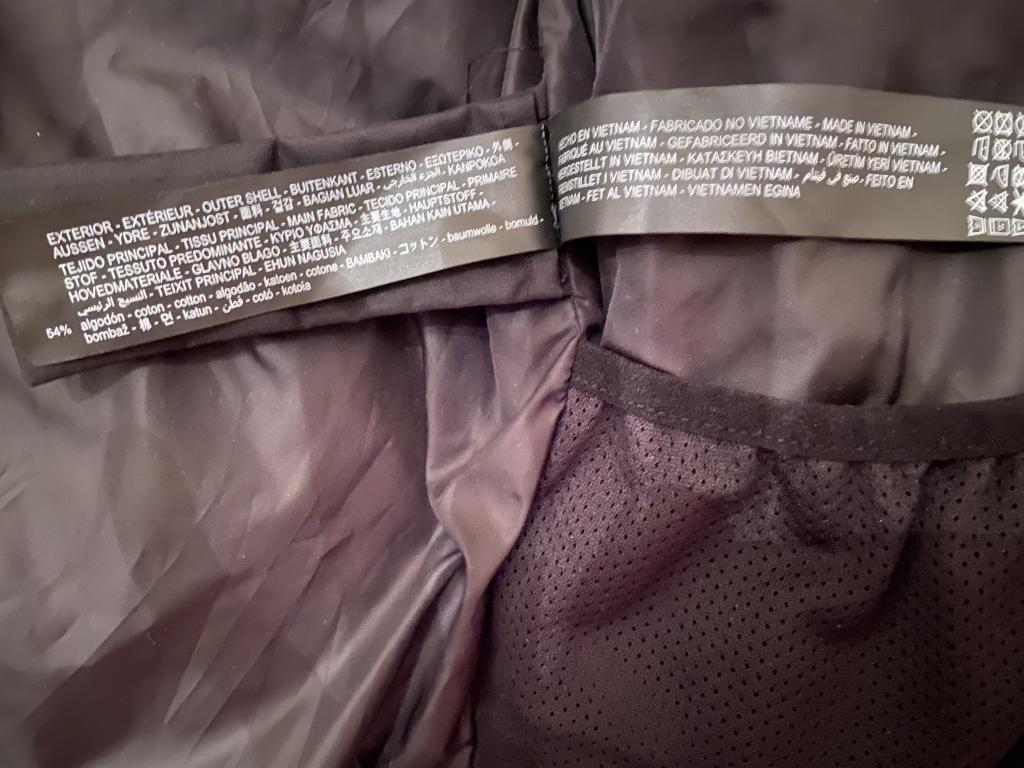 EXTERIOR - EXTÉRIEUR - OUTER SHELL - BUITENKANT - ESTERNO - ΕΞΩΤΕΡΙΚΟ - 外側 -
AUSSEN - YDRE - ZUNANJOST - 面料 - 겉감 - BAGIAN LUAR - الجزء الخارجي - KANPOKOA
TEJIDO PRINCIPAL - TISSU PRINCIPAL - MAIN FABRIC - TECIDO PRINCIPAL - PRIMAIRE
STOF - TESSUTO PREDOMINANTE - ΚΥΡΙΟ ΥΦΑΣΜΑ - 主要生地 - HAUPTSTOFF -
HOVEDMATERIALE - GLAVNO BLAGO - 主要面料 - 주요소재 - BAHAN KAIN UTAMA -
النسيج الرئيسي - TEIXIT PRINCIPAL - EHUN NAGUSIA
54% algodón - coton - cotton - algodão - katoen - cotone - BAMBAKI - コットン - baumwolle - bomuld -
bombaž - 棉 - 면 - katun - قطن - cotó - kotoia
HECHO EN VIETNAM - FABRICADO NO VIETNAME - MADE IN VIETNAM -
FABRIQUÉ AU VIETNAM - GEFABRICEERD IN VIETNAM - FATTO IN VIETNAM -
HERGESTELLT IN VIETNAM - ΚΑΤΑΣΚΕΥΗ ΒΙΕΤΝΑΜ - ÜRETİM YERİ VIETNAM -
FREMSTILLET I VIETNAM - DIBUAT DI VIETNAM - صنع في فيتنام - FEITO EN
VIETNAM - FET AL VIETNAM - VIETNAMEN EGINA